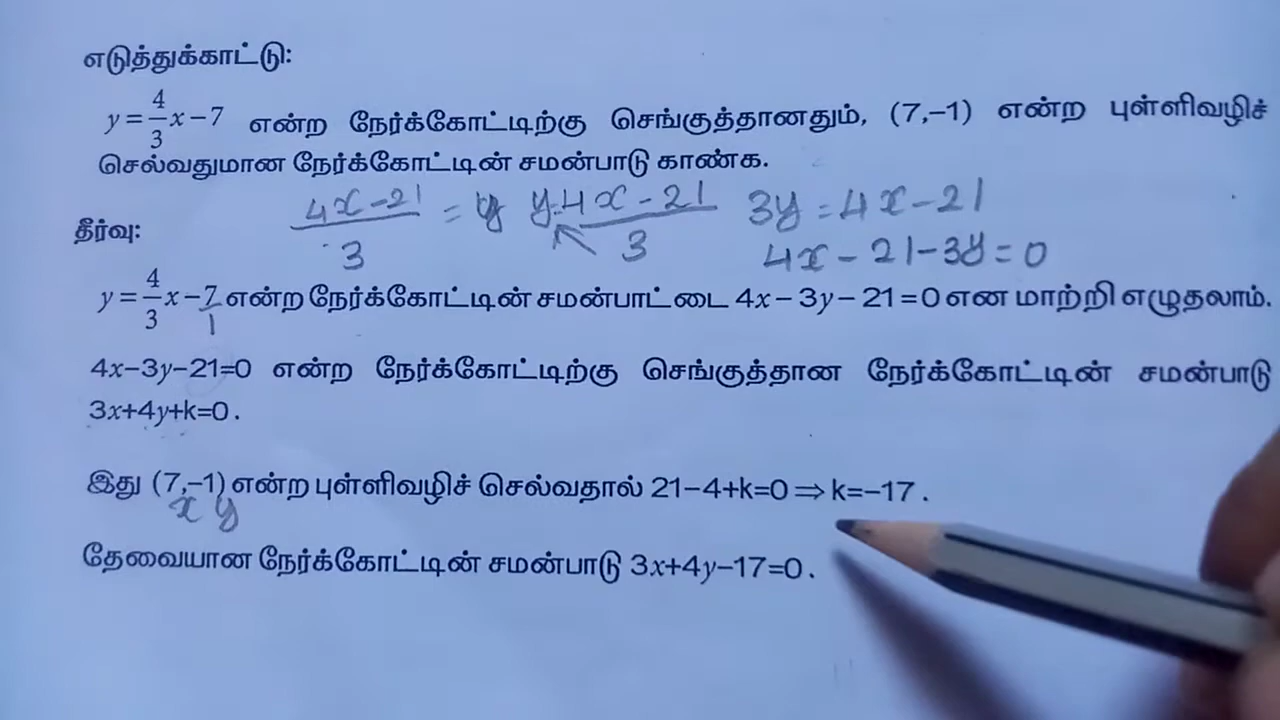 எடுத்துக்காட்டு:
y = 4/3 x − 7 என்ற நேர்க்கோட்டிற்கு செங்குத்தானதும், (7,−1) என்ற புள்ளிவழிச்
செல்வதுமான நேர்க்கோட்டின் சமன்பாடு காண்க.
4x − 21 / 3 = y y = 4x − 21 / 3 3y = 4x − 21
4x − 21 − 3y = 0
தீர்வு:
y = 4/3 x − 7/1 என்ற நேர்க்கோட்டின் சமன்பாட்டை 4x − 3y − 21 = 0 என மாற்றி எழுதலாம்.
4x−3y−21=0 என்ற நேர்க்கோட்டிற்கு செங்குத்தான நேர்க்கோட்டின் சமன்பாடு
3x+4y+k=0 .
இது (7,−1) என்ற புள்ளிவழிச் செல்வதால் 21−4+k=0 ⇒ k=−17 .
x y
தேவையான நேர்க்கோட்டின் சமன்பாடு 3x+4y−17=0 .